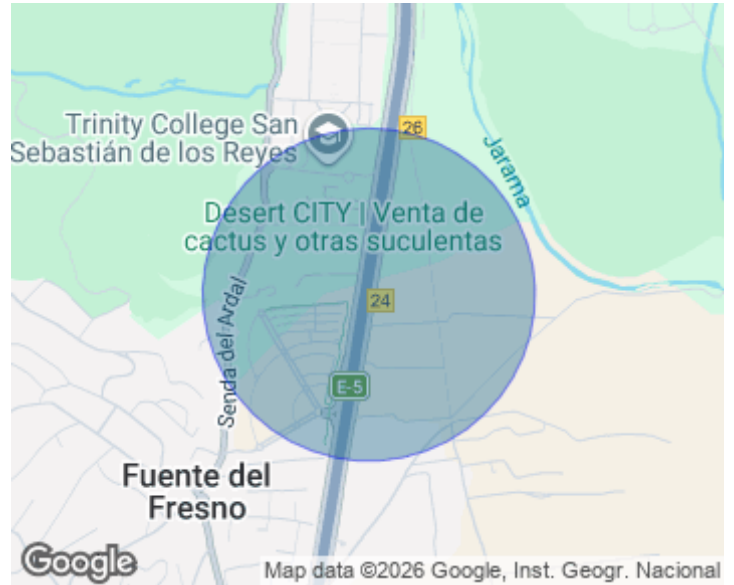 Trinity College San
Sebastián de los Reyes
26
Jarama
Desert CITY | Venta de
cactus y otras suculentas
24
Senda del Ardal
E-5
Fuente del
Fresno
Google
Map data ©2026 Google, Inst. Geogr. Nacional